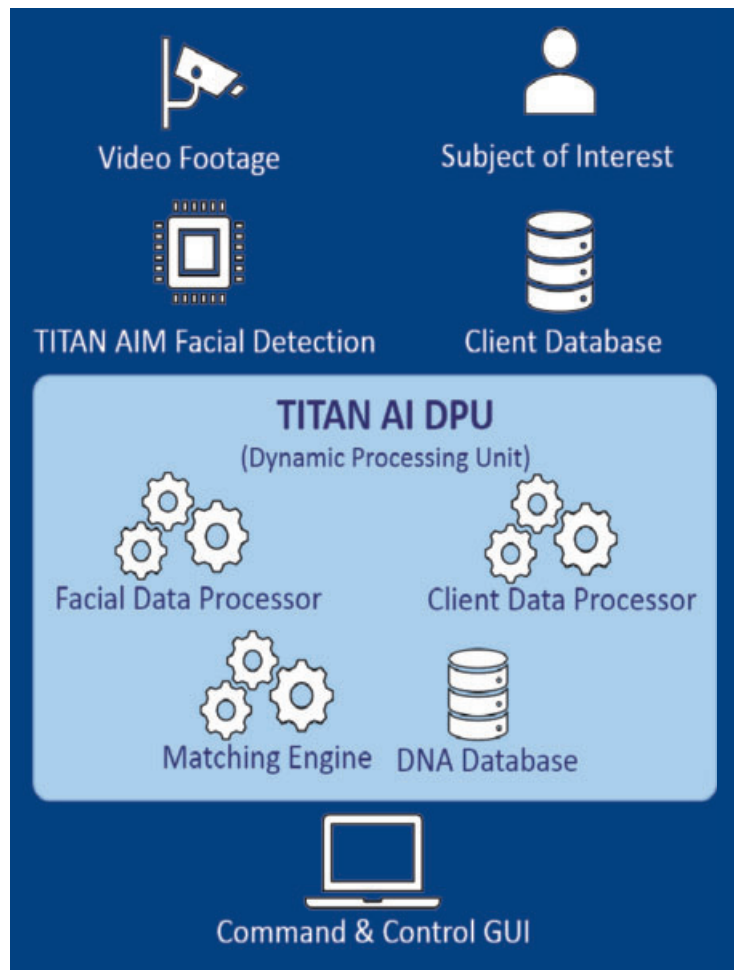 Video Footage
Subject of Interest
TITAN AIM Facial Detection
Client Database
TITAN AI DPU
(Dynamic Processing Unit)
Facial Data Processor
Client Data Processor
Matching Engine
DNA Database
Command & Control GUI